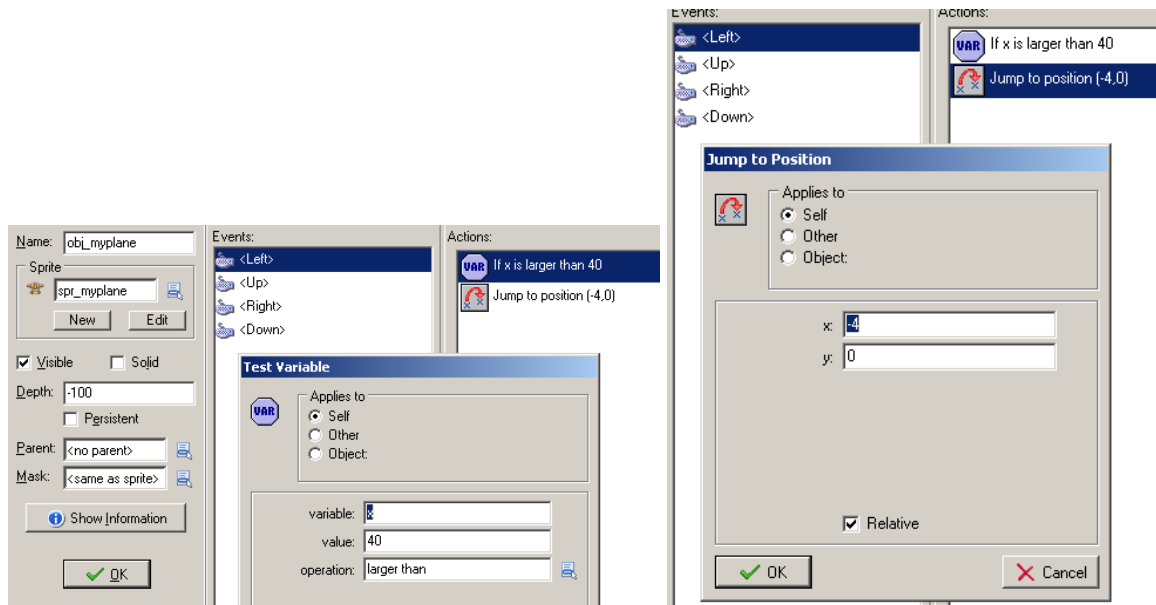 Name: obj_myplane
Sprite
spr_myplane
New Edit
Visible Solid
Depth: -100
Persistent
Parent: <no parent>
Mask: <same as sprite>
Show Information
OK
Events:
<Left>
<Up>
<Right>
<Down>
Actions:
VAR If x is larger than 40
Jump to position (-4,0)
Test Variable
VAR
Applies to
Self
Other
Object:
variable: x
value: 40
operation: larger than
Events:
<Left>
<Up>
<Right>
<Down>
Actions:
VAR If x is larger than 40
Jump to position (-4,0)
Jump to Position
Applies to
Self
Other
Object:
x: -4
y: 0
Relative
OK Cancel